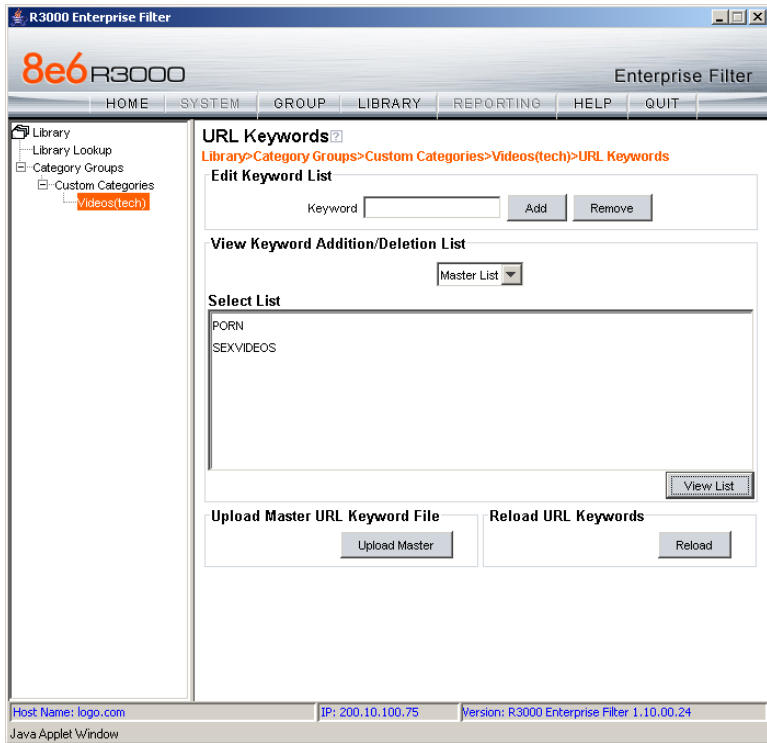 R3000 Enterprise Filter
8e6 R3000
Enterprise Filter
HOME SYSTEM GROUP LIBRARY REPORTING HELP QUIT
Library
Library Lookup
Category Groups
Custom Categories
Videos(tech)
URL Keywords?
Library>Category Groups>Custom Categories>Videos(tech)>URL Keywords
Edit Keyword List
Keyword Add Remove
View Keyword Addition/Deletion List
Master List
Select List
PORN
SEXVIDEOS
View List
Upload Master URL Keyword File
Upload Master
Reload URL Keywords
Reload
Host Name: logo.com IP: 200.10.100.75 Version: R3000 Enterprise Filter 1.10.00.24
Java Applet Window